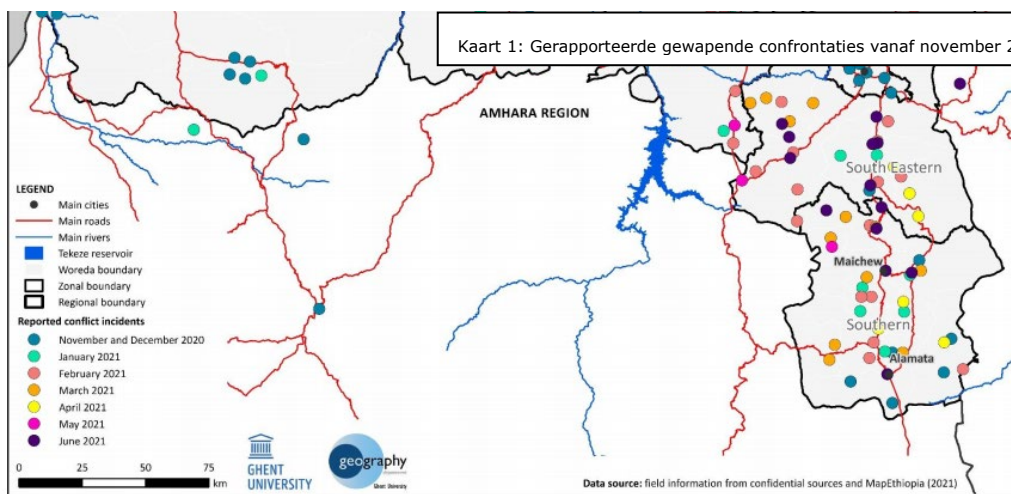 Kaart 1: Gerapporteerde gewapende confrontaties vanaf november 2
AMHARA REGION
South Eastern
Maichew
Southern
Alamata
LEGEND
Main cities
Main roads
Main rivers
Tekeze reservoir
Woreda boundary
Zonal boundary
Regional boundary
Reported conflict incidents
November and December 2020
January 2021
February 2021
March 2021
April 2021
May 2021
June 2021
0 25 50 75
km
GHENT
UNIVERSITY
geography
Ghent University
Data source: field information from confidential sources and MapEthiopia (2021)